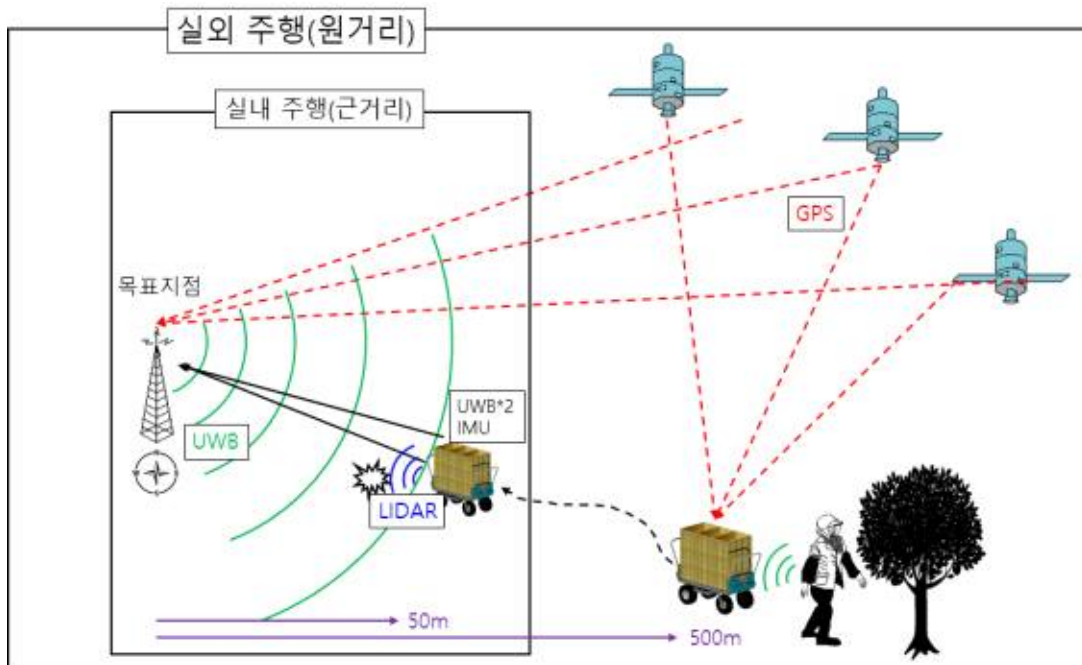 실외 주행(원거리)
실내 주행(근거리)
GPS
목표지점
UWB*2
IMU
UWB
LIDAR
50m
500m